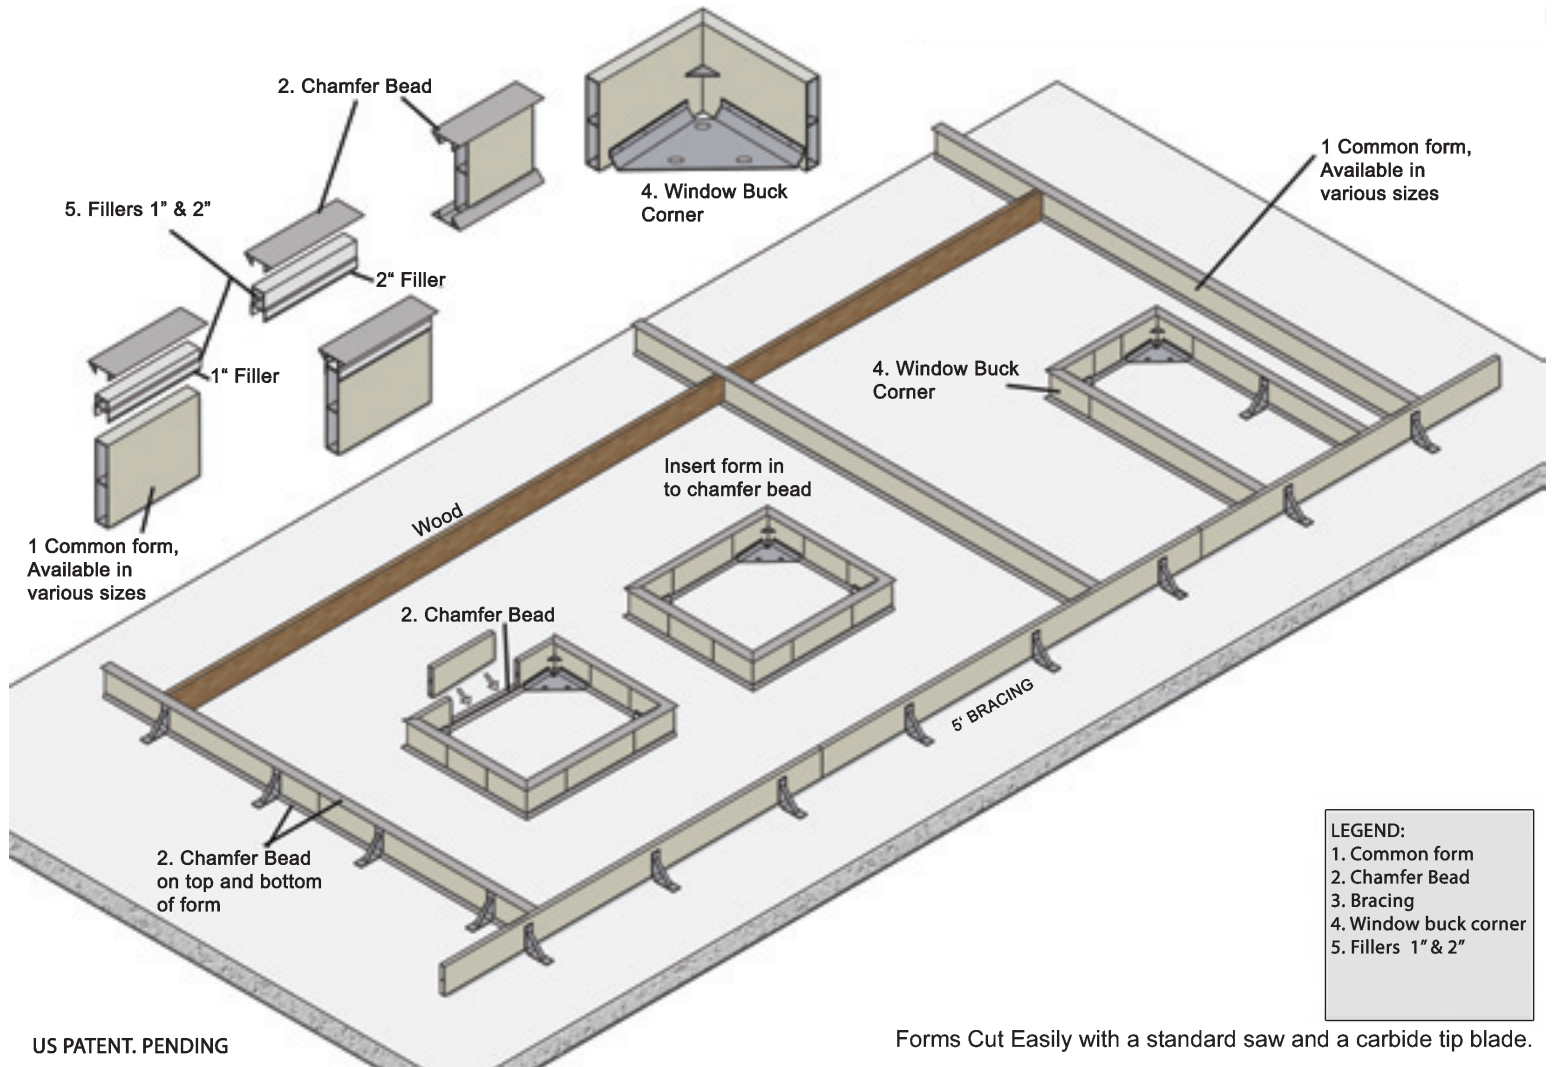 2. Chamfer Bead
1 Common form,
Available in
various sizes
4. Window Buck
Corner
5. Fillers 1” & 2”
2“ Filler
1“ Filler
4. Window Buck
Corner
Insert form in
to chamfer bead
Wood
1 Common form,
Available in
various sizes
2. Chamfer Bead
5‘ BRACING
2. Chamfer Bead
on top and bottom
of form
LEGEND:
1. Common form
2. Chamfer Bead
3. Bracing
4. Window buck corner
5. Fillers 1” & 2”
US PATENT. PENDING
Forms Cut Easily with a standard saw and a carbide tip blade.